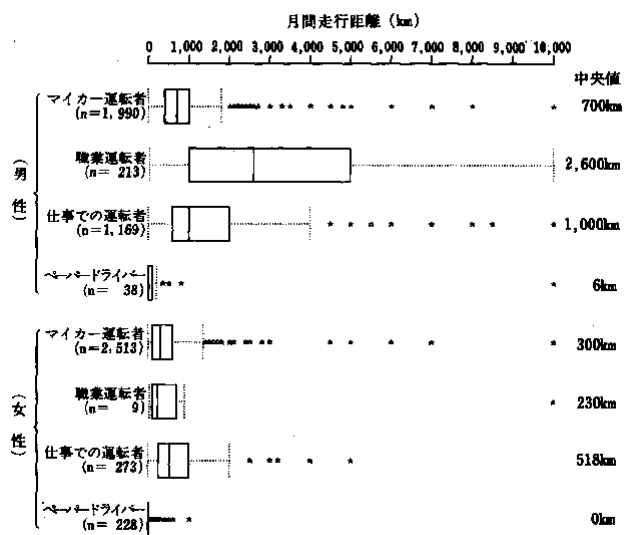 月間走行距離 (km)
0 1,000 2,000 3,000 4,000 5,000 6,000 7,000 8,000 9,000 10,000
中央値
マイカー運転者
(n=1,990)
700km
職業運転者
(n= 213)
2,600km
仕事での運転者
(n=1,169)
1,000km
ペーパードライバー
(n= 38)
6km
(男性)
マイカー運転者
(n=2,513)
300km
職業運転者
(n= 9)
230km
仕事での運転者
(n= 273)
518km
ペーパードライバー
(n= 228)
0km
(女性)